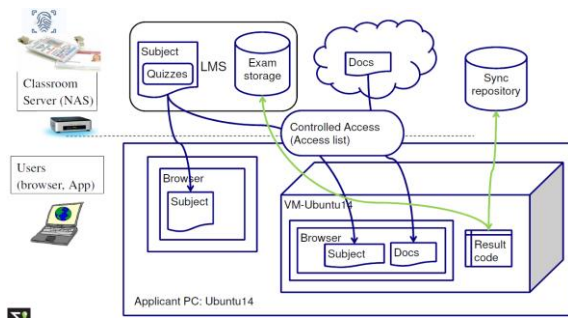 Subject
Quizzes
LMS
Exam
storage
Docs
Sync
repository
Classroom
Server (NAS)
Controlled Access
(Access list)
Users
(browser, App)
Browser
Subject
VM-Ubuntu14
Browser
Subject
Docs
Result
code
Applicant PC: Ubuntu14